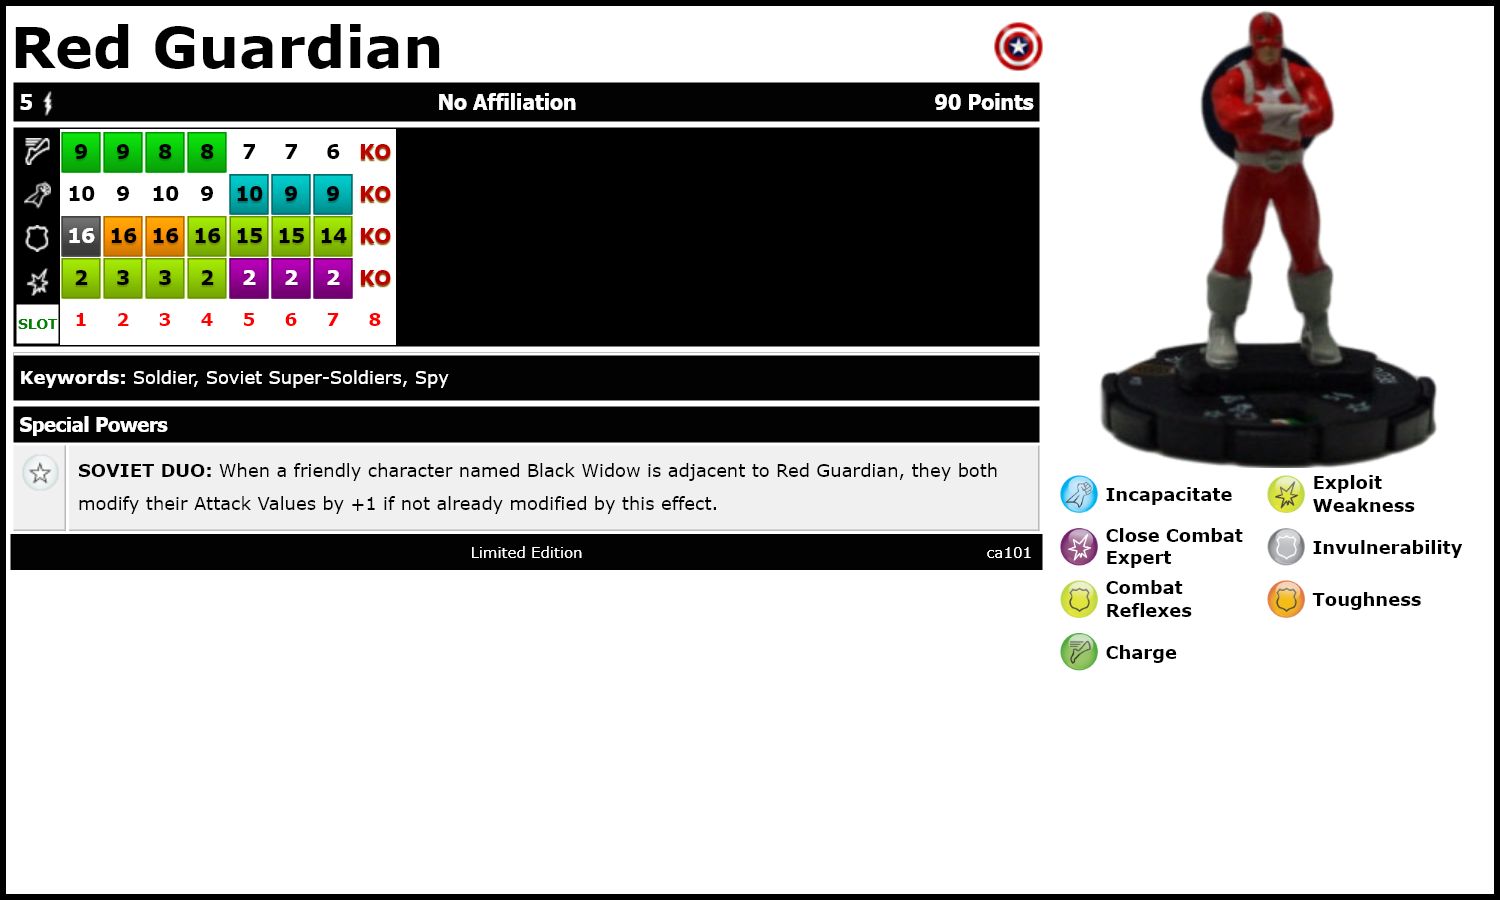 Red Guardian
5 No Affiliation 90 Points
9 9 8 8 7 7 6 KO
10 9 10 9 10 9 9 KO
16 16 16 16 15 15 14 KO
2 3 3 2 2 2 2 KO
SLOT 1 2 3 4 5 6 7 8
Keywords: Soldier, Soviet Super-Soldiers, Spy
Special Powers
SOVIET DUO: When a friendly character named Black Widow is adjacent to Red Guardian, they both
modify their Attack Values by +1 if not already modified by this effect.
Limited Edition ca101
Incapacitate
Exploit
Weakness
Close Combat
Expert
Invulnerability
Combat
Reflexes
Toughness
Charge